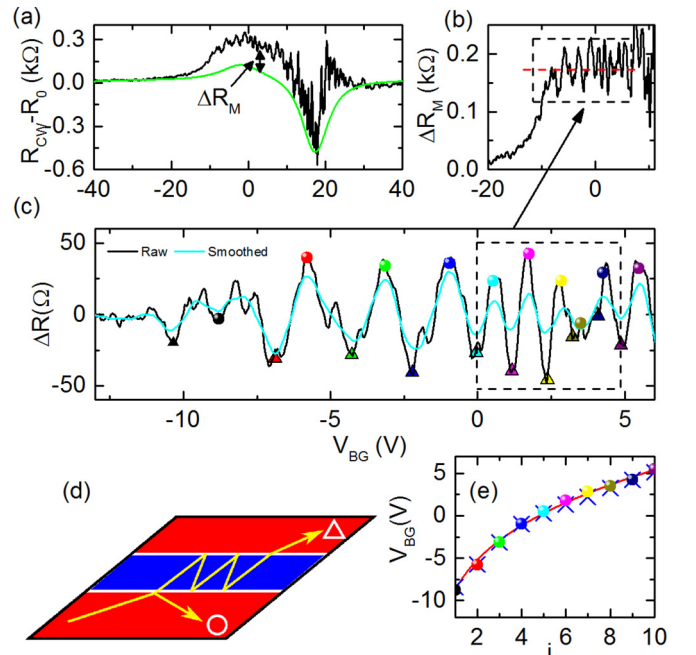 (a)
R_CW-R_0 (kΩ)
0.3
0.0
-0.3
-0.6
ΔR_M
-40 -20 0 20 40
(b)
ΔR_M (kΩ)
0.2
0.1
0.0
-20 0
(c)
Raw Smoothed
ΔR(Ω)
50
0
-50
-10 -5 0 5
V_BG (V)
(d)
(e)
V_BG(V)
5
0
-5
-10
2 4 6 8 10
i